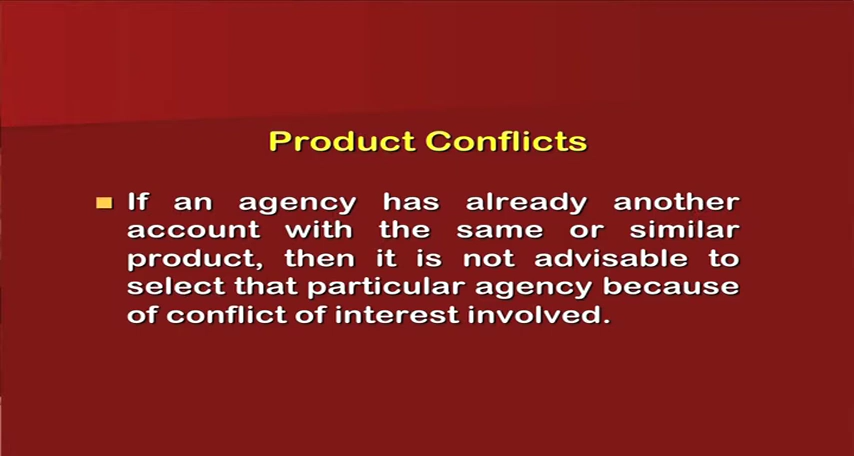 Product Conflicts
If an agency has already another
account with the same or similar
product, then it is not advisable to
select that particular agency because
of conflict of interest involved.